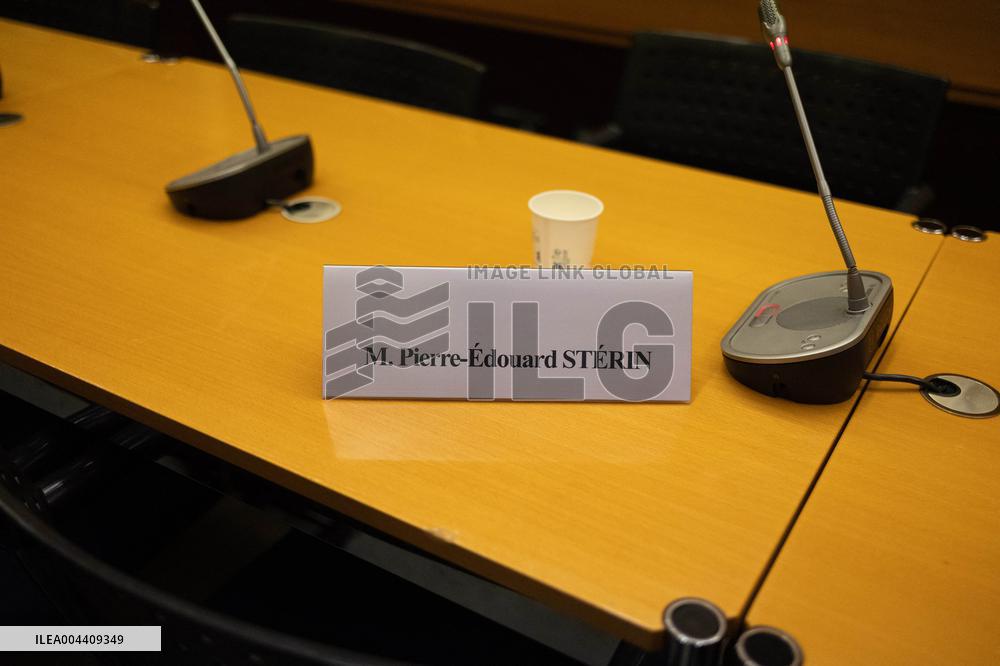 IMAGE LINK GLOBAL
ILG
M. Pierre-Édouard STÉRIN
ILEA004409349